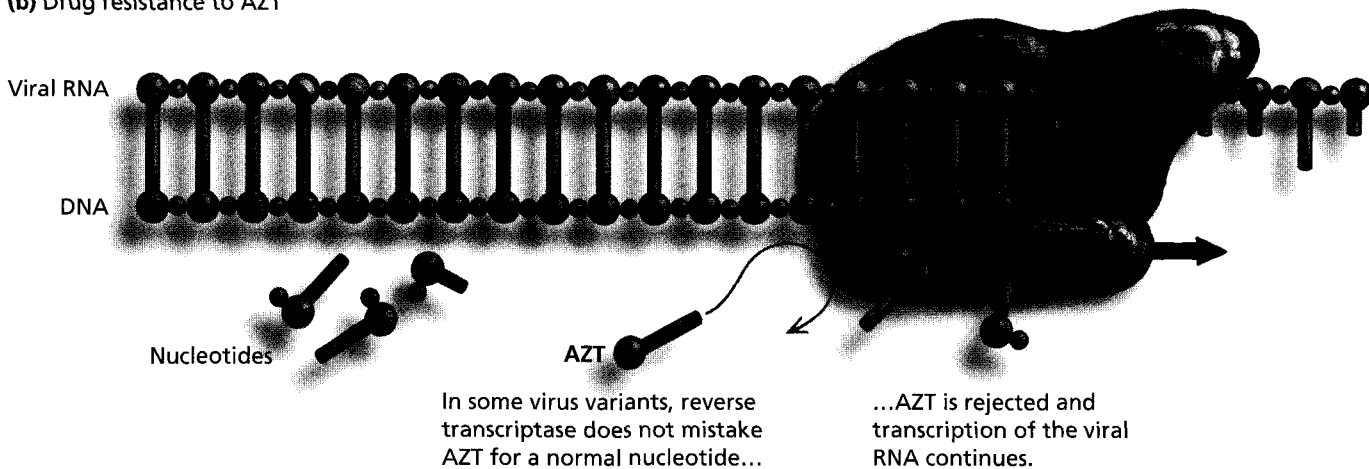 (b) Drug resistance to AZT
Viral RNA
DNA
Nucleotides
AZT
In some virus variants, reverse
transcriptase does not mistake
AZT for a normal nucleotide...
...AZT is rejected and
transcription of the viral
RNA continues.